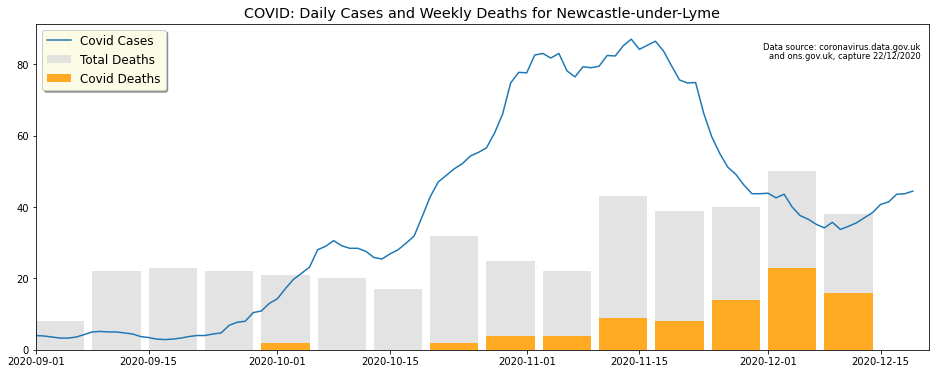 COVID: Daily Cases and Weekly Deaths for Newcastle-under-Lyme
Covid Cases
Total Deaths
Covid Deaths
Data source: coronavirus.data.gov.uk
and ons.gov.uk, capture 22/12/2020
80
60
40
20
0
2020-09-01 2020-09-15 2020-10-01 2020-10-15 2020-11-01 2020-11-15 2020-12-01 2020-12-15